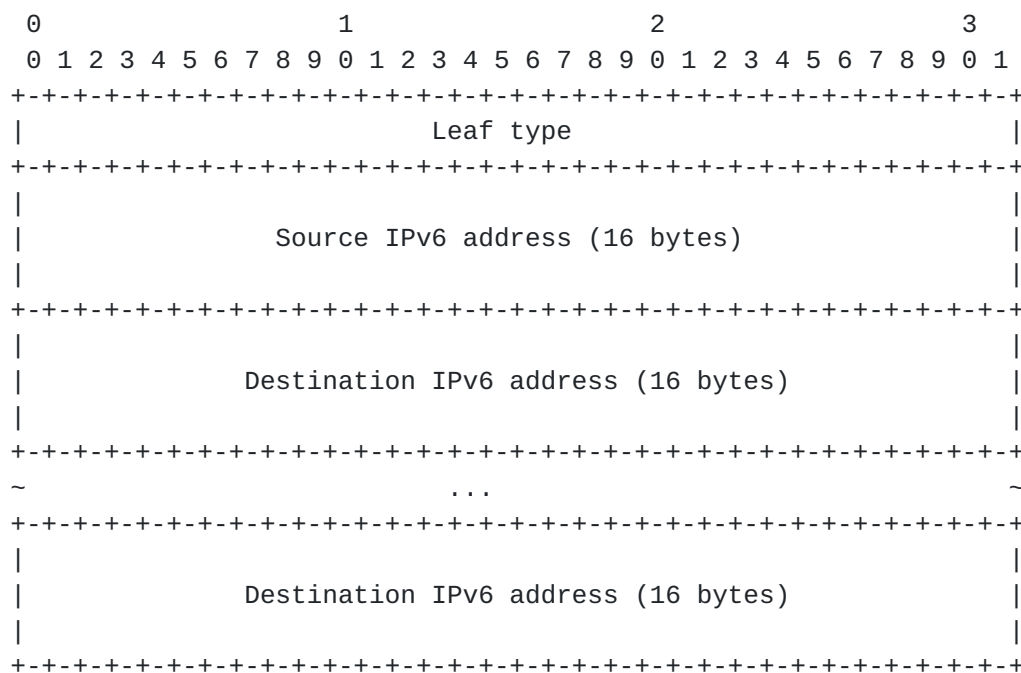 0                   1                   2                   3
 0 1 2 3 4 5 6 7 8 9 0 1 2 3 4 5 6 7 8 9 0 1 2 3 4 5 6 7 8 9 0 1
+-+-+-+-+-+-+-+-+-+-+-+-+-+-+-+-+-+-+-+-+-+-+-+-+-+-+-+-+-+-+-+-+
|                          Leaf type                            |
+-+-+-+-+-+-+-+-+-+-+-+-+-+-+-+-+-+-+-+-+-+-+-+-+-+-+-+-+-+-+-+-+
|                                                               |
|                Source IPv6 address (16 bytes)                 |
|                                                               |
+-+-+-+-+-+-+-+-+-+-+-+-+-+-+-+-+-+-+-+-+-+-+-+-+-+-+-+-+-+-+-+-+
|                                                               |
|              Destination IPv6 address (16 bytes)              |
|                                                               |
+-+-+-+-+-+-+-+-+-+-+-+-+-+-+-+-+-+-+-+-+-+-+-+-+-+-+-+-+-+-+-+-+
~                           ...                                 ~
+-+-+-+-+-+-+-+-+-+-+-+-+-+-+-+-+-+-+-+-+-+-+-+-+-+-+-+-+-+-+-+-+
|                                                               |
|              Destination IPv6 address (16 bytes)              |
|                                                               |
+-+-+-+-+-+-+-+-+-+-+-+-+-+-+-+-+-+-+-+-+-+-+-+-+-+-+-+-+-+-+-+-+